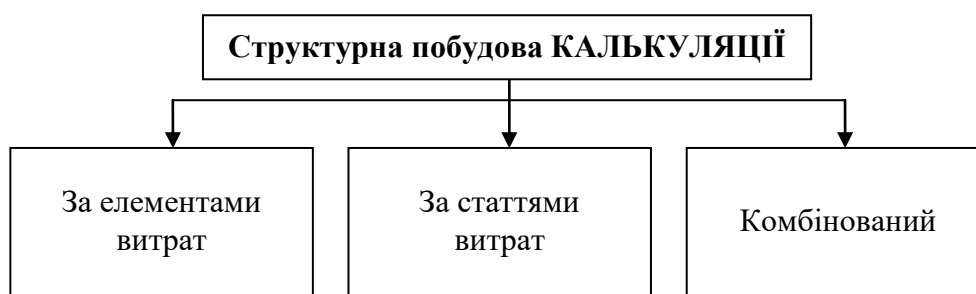 Структурна побудова КАЛЬКУЛЯЦІЇ
За елементами
витрат
За статтями
витрат
Комбінований